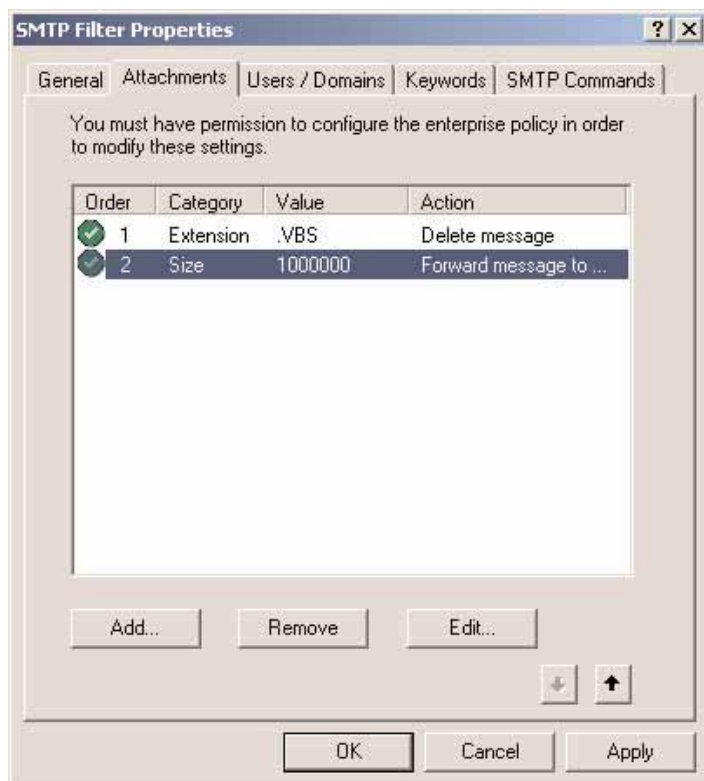 SMTP Filter Properties
General Attachments Users / Domains Keywords SMTP Commands
You must have permission to configure the enterprise policy in order
to modify these settings.
Order Category Value Action
1 Extension .VBS Delete message
2 Size 1000000 Forward message to ...
Add... Remove Edit...
OK Cancel Apply